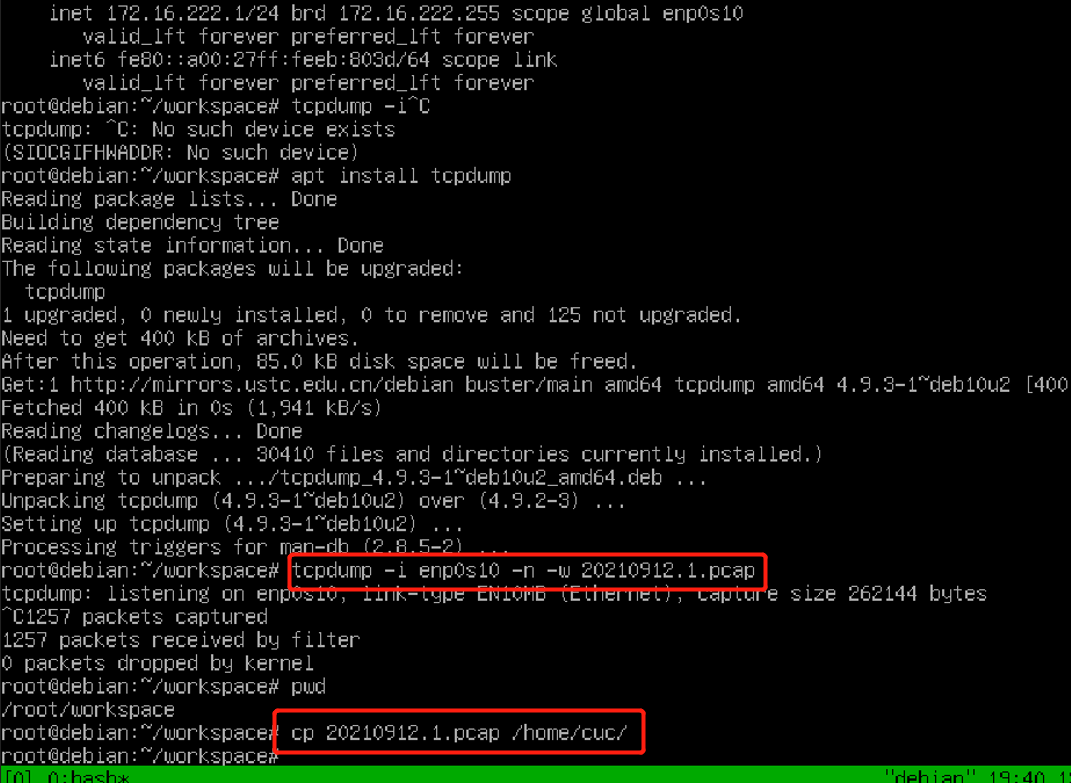 inet 172.16.222.1/24 brd 172.16.222.255 scope global enp0s10
valid_lft forever preferred_lft forever
inet6 fe80::a00:27ff:feeb:803d/64 scope link
valid_lft forever preferred_lft forever
root@debian:~/workspace# tcpdump -i^C
tcpdump: ^C: No such device exists
(SIOCGIFHWADDR: No such device)
root@debian:~/workspace# apt install tcpdump
Reading package lists... Done
Building dependency tree
Reading state information... Done
The following packages will be upgraded:
tcpdump
1 upgraded, 0 newly installed, 0 to remove and 125 not upgraded.
Need to get 400 kB of archives.
After this operation, 85.0 kB disk space will be freed.
Get:1 http://mirrors.ustc.edu.cn/debian buster/main amd64 tcpdump amd64 4.9.3-1~deb10u2 [400
Fetched 400 kB in 0s (1,941 kB/s)
Reading changelogs... Done
(Reading database ... 30410 files and directories currently installed.)
Preparing to unpack .../tcpdump_4.9.3-1~deb10u2_amd64.deb ...
Unpacking tcpdump (4.9.3-1~deb10u2) over (4.9.2-3) ...
Setting up tcpdump (4.9.3-1~deb10u2) ...
Processing triggers for man-db (2.8.5-2) ...
root@debian:~/workspace# tcpdump -i enp0s10 -n -w 20210912.1.pcap
tcpdump: listening on enp0s10, link-type EN10MB (Ethernet), capture size 262144 bytes
^C1257 packets captured
1257 packets received by filter
0 packets dropped by kernel
root@debian:~/workspace# pwd
/root/workspace
root@debian:~/workspace# cp 20210912.1.pcap /home/cuc/
root@debian:~/workspace#
[0] 0:bash* "debian" 19:40